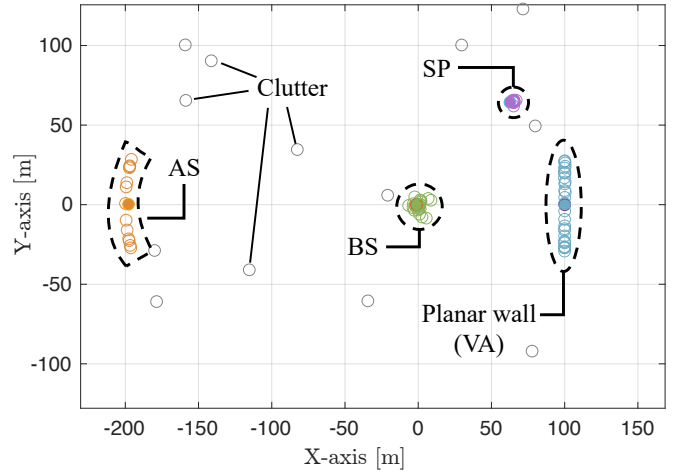 100
50
0
-50
-100
Y-axis [m]
SP
Clutter
AS
BS
Planar wall
(VA)
-200
-150
-100
-50
0
50
100
150
X-axis [m]